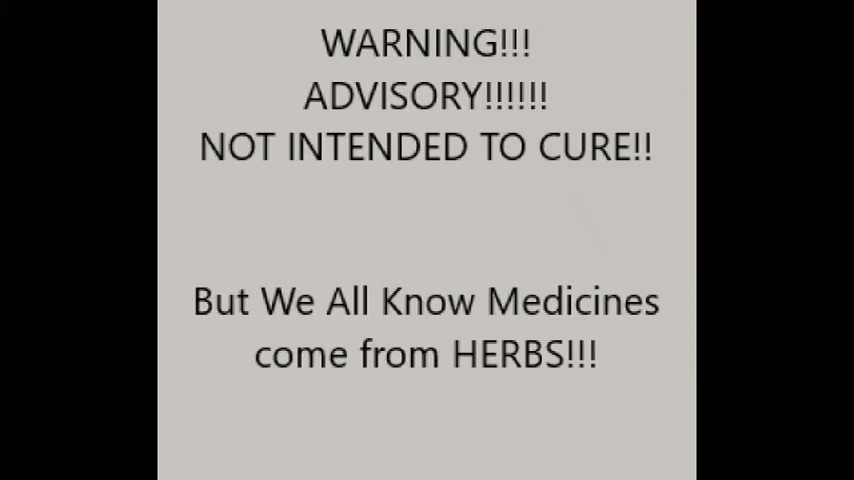 WARNING!!!
ADVISORY!!!!!!
NOT INTENDED TO CURE!!
But We All Know Medicines
come from HERBS!!!